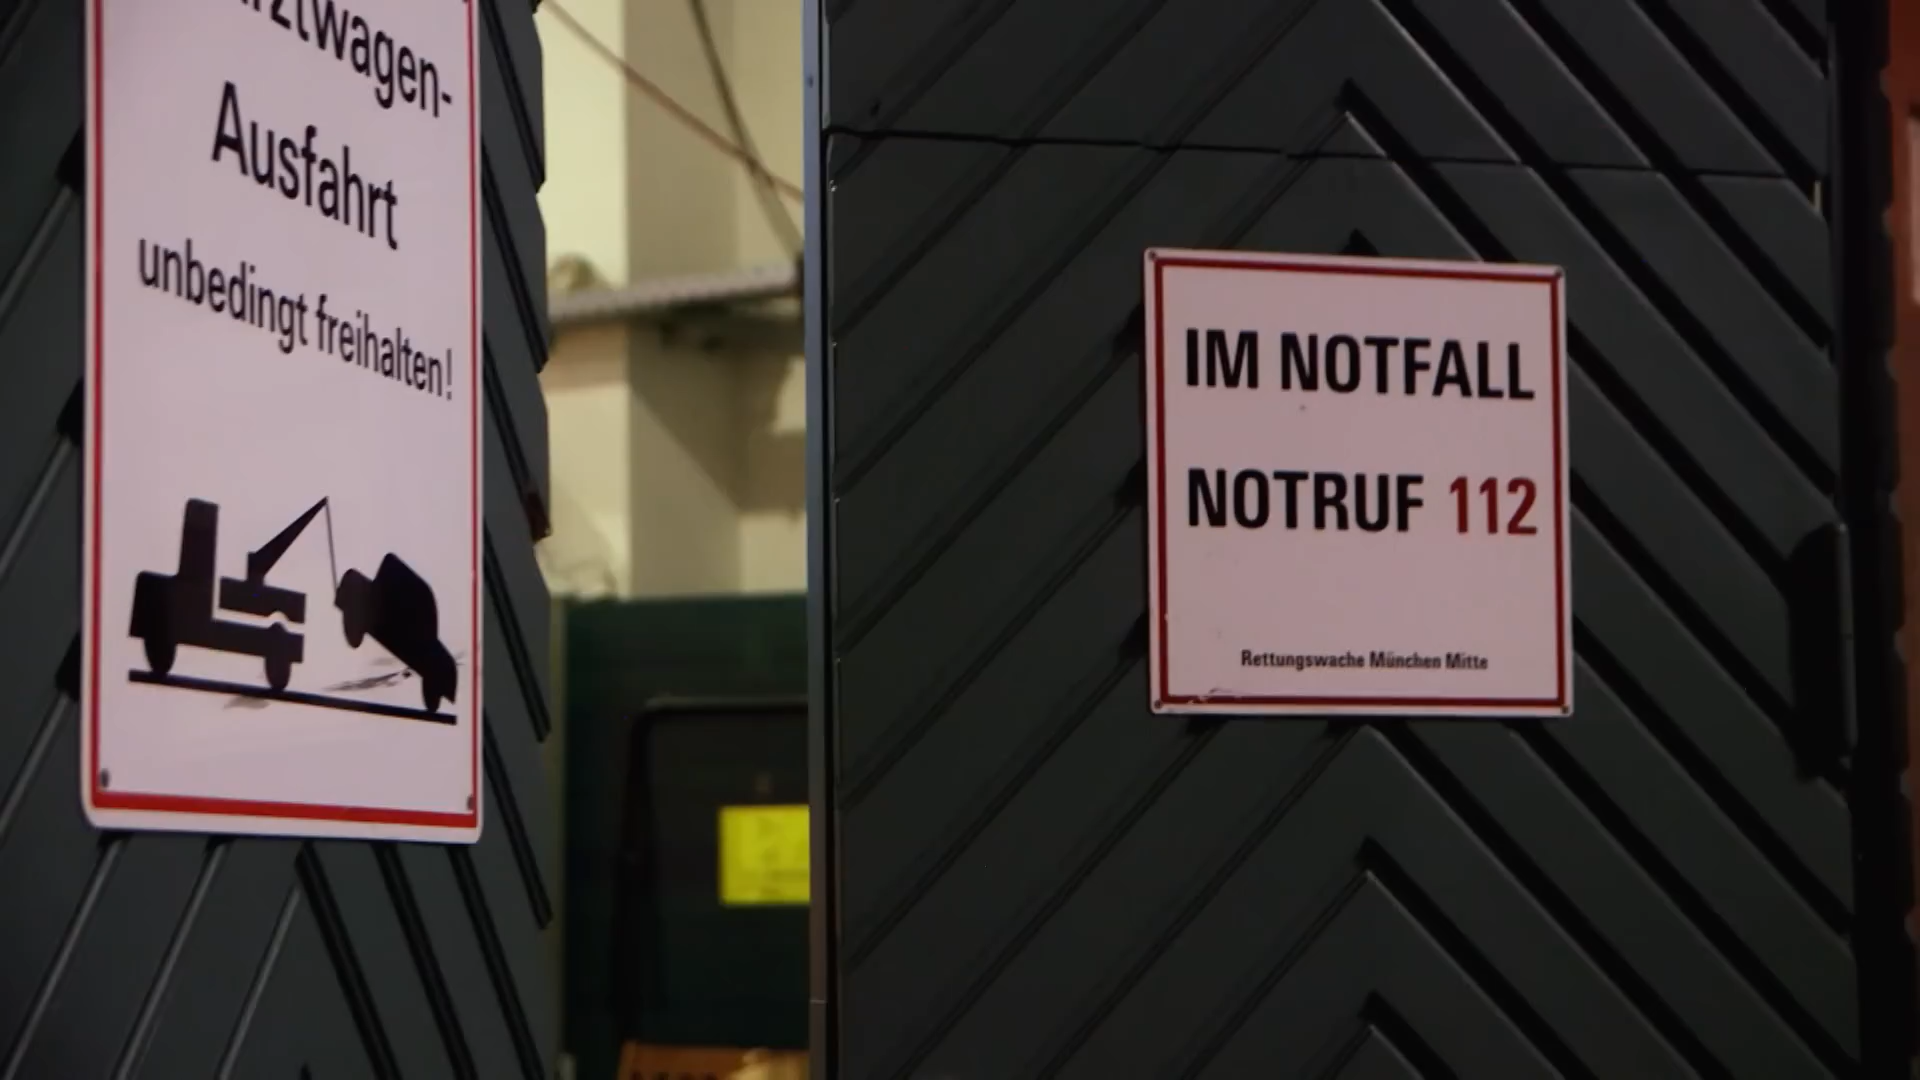 rztwagen-
Ausfahrt
unbedingt freihalten!
IM NOTFALL
NOTRUF 112
Rettungswache München Mitte